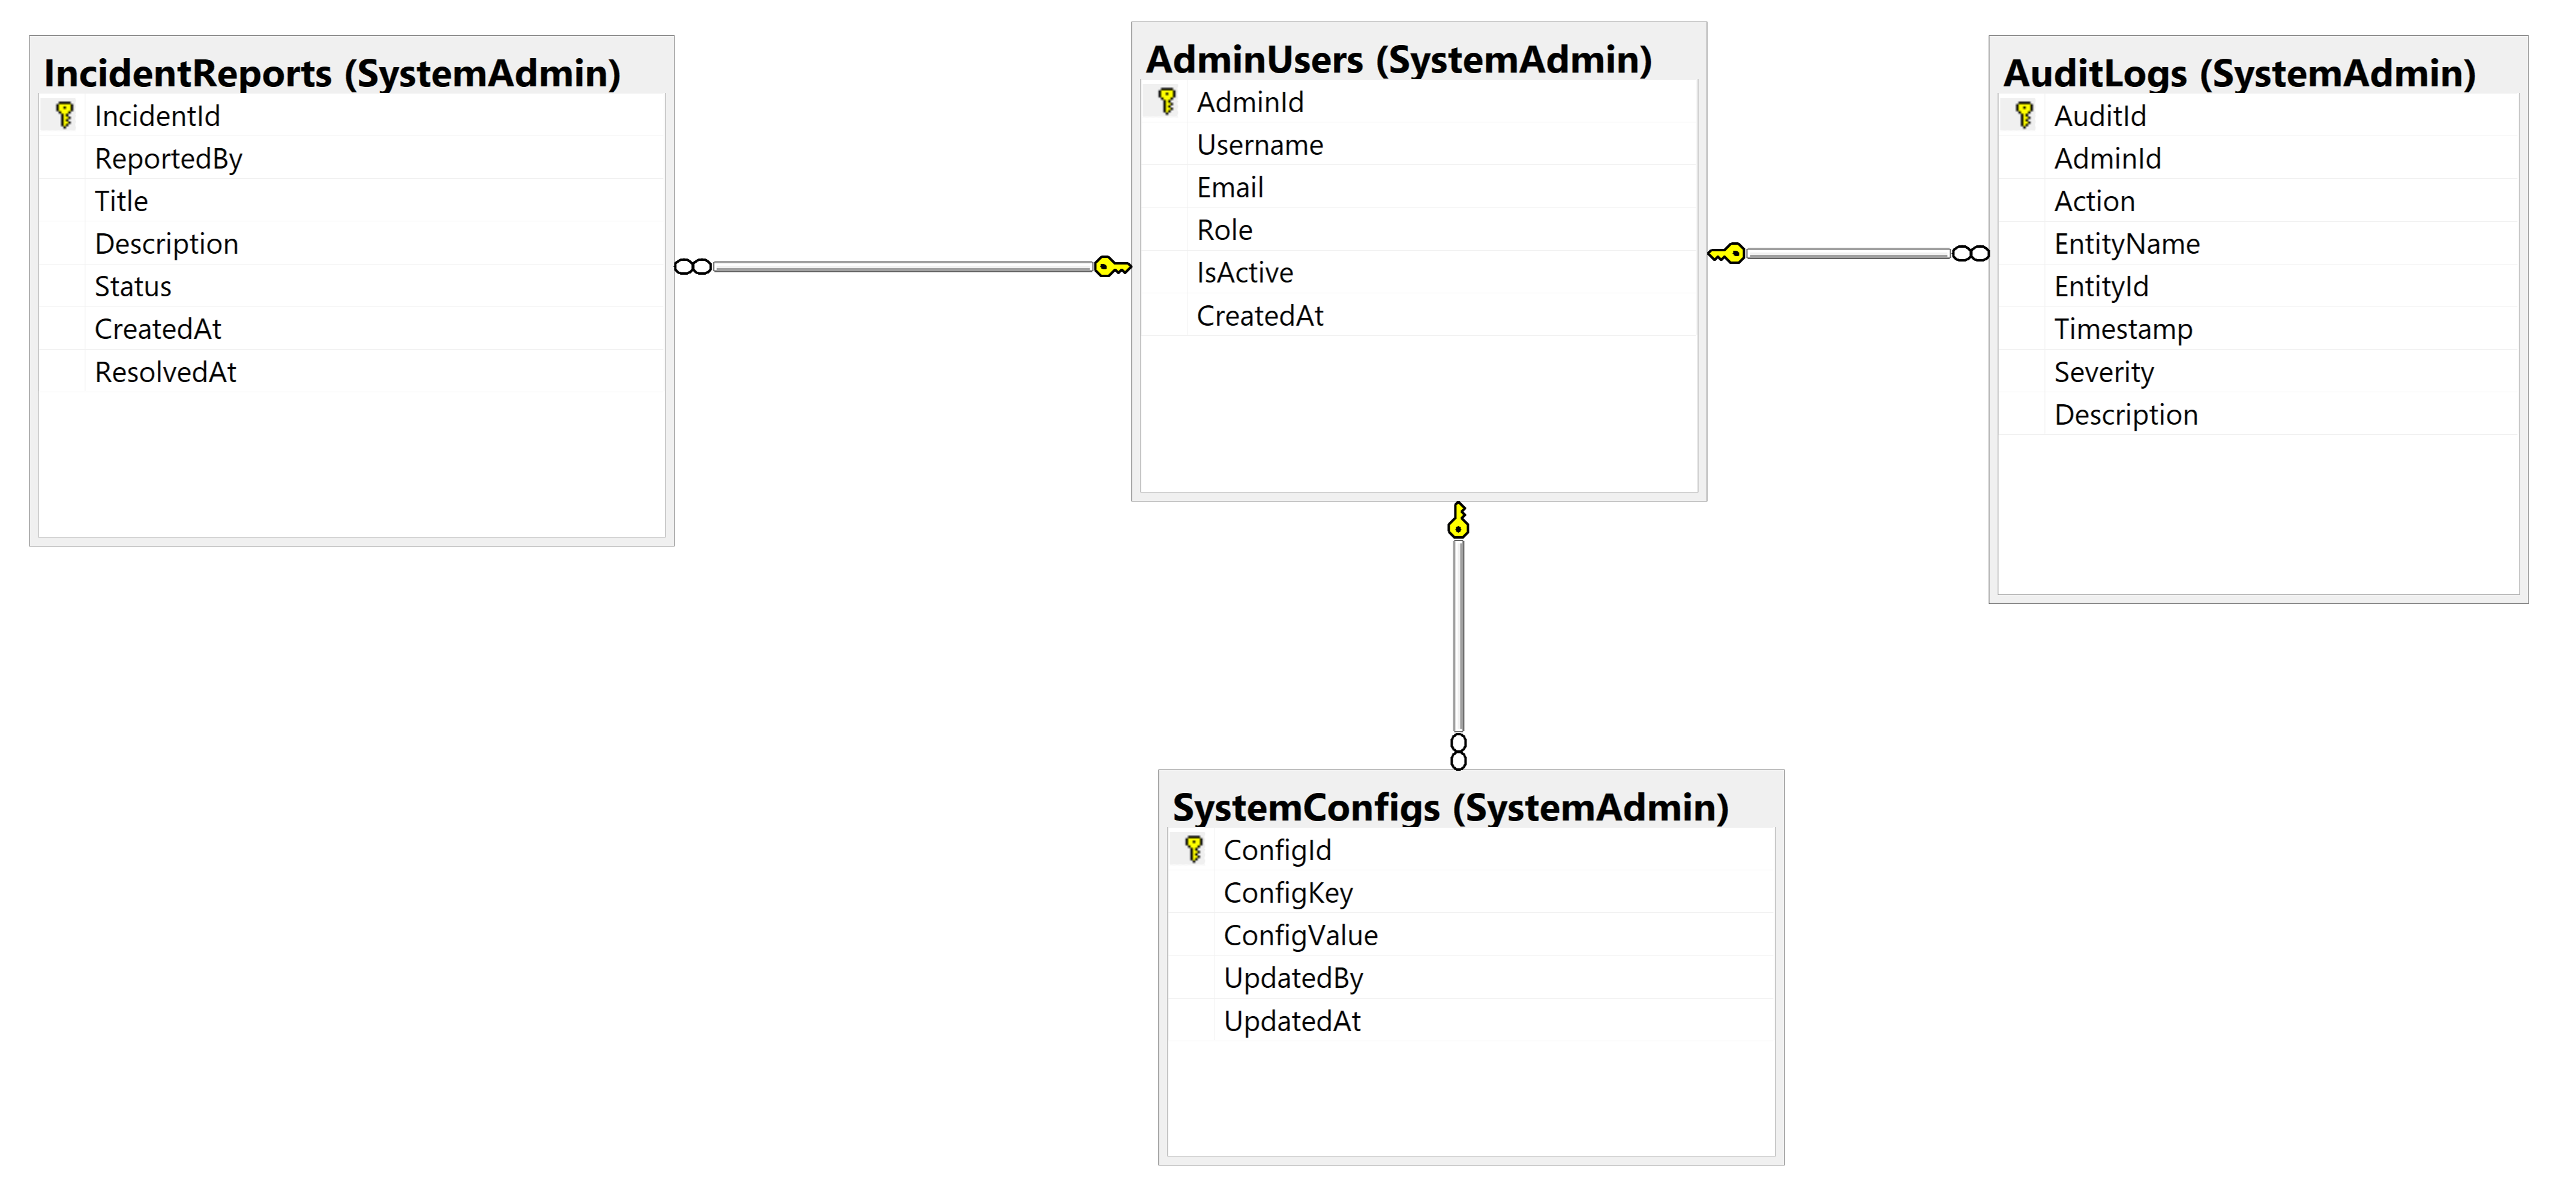 IncidentReports (SystemAdmin)
IncidentId
ReportedBy
Title
Description
Status
CreatedAt
ResolvedAt
AdminUsers (SystemAdmin)
AdminId
Username
Email
Role
IsActive
CreatedAt
AuditLogs (SystemAdmin)
AuditId
AdminId
Action
EntityName
EntityId
Timestamp
Severity
Description
SystemConfigs (SystemAdmin)
ConfigId
ConfigKey
ConfigValue
UpdatedBy
UpdatedAt